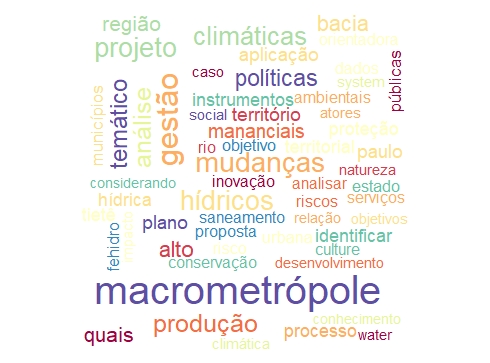 região
climáticas
bacia
orientadora
projeto
aplicação
caso
políticas
dados
system
públicas
municípios
temático
análise
gestão
instrumentos
ambientais
social
território
atores
mananciais
proteção
rio
objetivo
territorial
paulo
mudanças
natureza
considerando
inovação
analisar
estado
hídrica
hídricos
riscos
serviços
tietê
plano
saneamento
relação
objetivos
proposta
urbana
identificar
fehidro
alto
risco
culture
conservação
desenvolvimento
macrometrópole
produção
conhecimento
quais
processo
water
climática